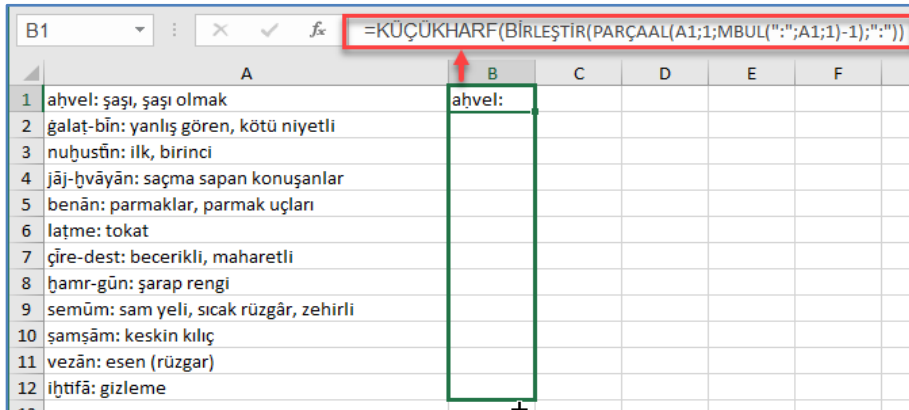 B1 fx =KÜÇÜKHARF(BİRLEŞTİR(PARÇAAL(A1;1;MBUL(":";A1;1)-1);":"))
A B C D E F
1 aḥvel: şaşı, şaşı olmak aḥvel:
2 ġalaṭ-bīn: yanlış gören, kötü niyetli
3 nuḫustīn: ilk, birinci
4 jāj-ḫvāyān: saçma sapan konuşanlar
5 benān: parmaklar, parmak uçları
6 laṭme: tokat
7 çīre-dest: becerikli, maharetli
8 ḫamr-gūn: şarap rengi
9 semūm: sam yeli, sıcak rüzgâr, zehirli
10 ṣamṣām: keskin kılıç
11 vezān: esen (rüzgar)
12 iḫtifā: gizleme